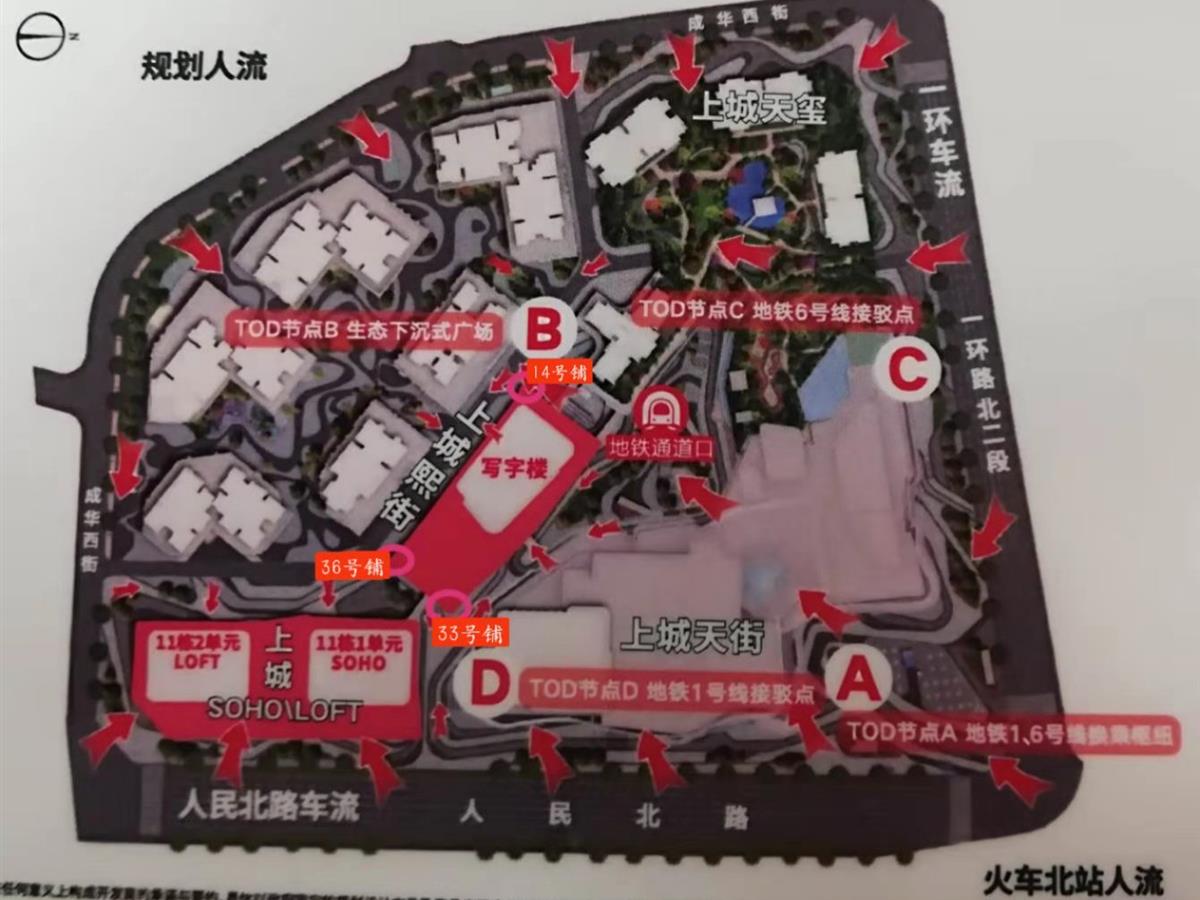 N
规划人流
成华西街
上城天玺
一环车流
TOD节点C 地铁6号线接驳点
TOD节点B 生态下沉式广场
B
C
14号铺
一环路北二段
地铁通道口
上城熙街
写字楼
成华西街
36号铺
33号铺
11栋2单元
LOFT
上城
11栋1单元
SOHO
SOHO\LOFT
上城天街
D
TOD节点D 地铁1号线接驳点
A
TOD节点A 地铁1、6号线换乘枢纽
人民北路车流
人民北路
火车北站人流